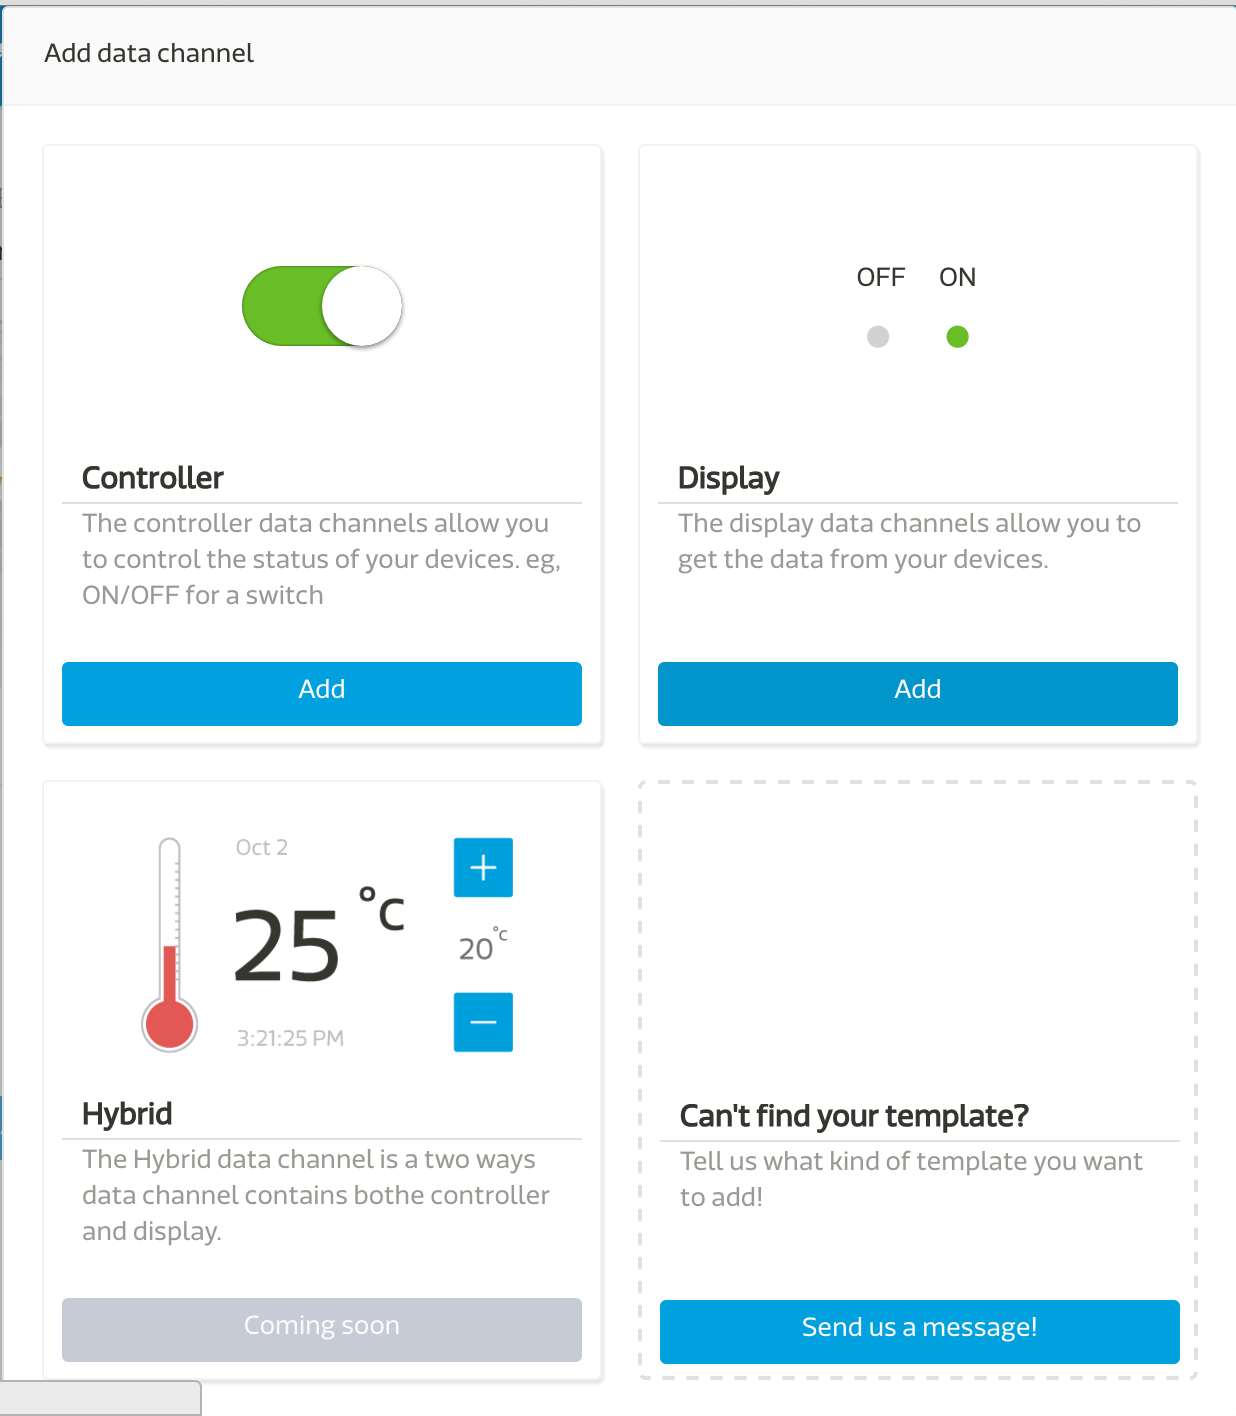 Add data channel
OFF ON
Controller
The controller data channels allow you
to control the status of your devices. eg,
ON/OFF for a switch
Add
Display
The display data channels allow you to
get the data from your devices.
Add
Oct 2
25 °C
3:21:25 PM
+
20 °C
−
Hybrid
The Hybrid data channel is a two ways
data channel contains bothe controller
and display.
Coming soon
Can't find your template?
Tell us what kind of template you want
to add!
Send us a message!